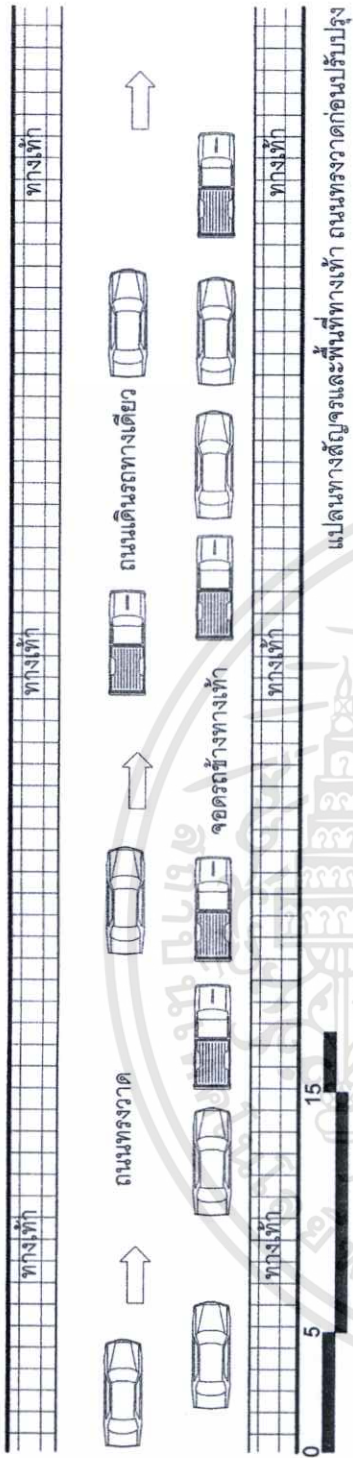 ทางเท้า ทางเท้า ทางเท้า
ถนนทรงวาด ถนนเดินรถทางเดียว
จอดรถข้างทางเท้า
ทางเท้า ทางเท้า ทางเท้า
0 5 15
แปลนทางสัญจรและพื้นที่ทางเท้า ถนนทรงวาดก่อนปรับปรุง